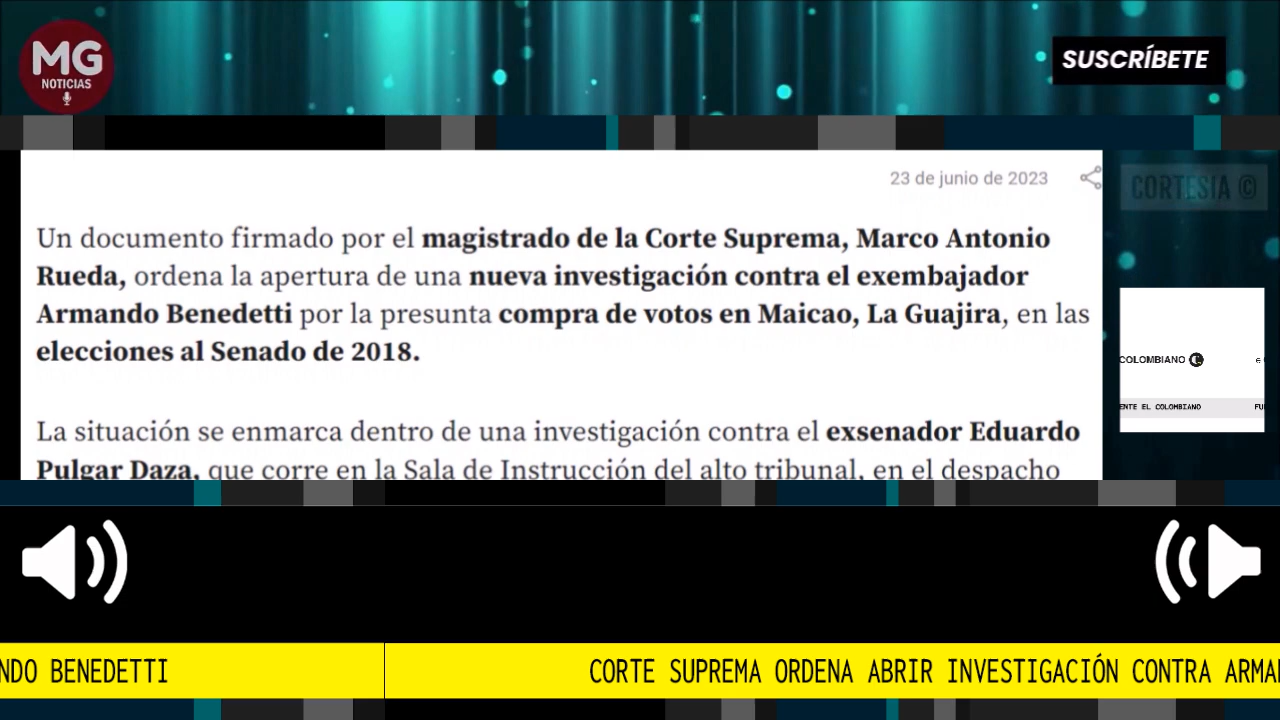 MG
NOTICIAS
SUSCRÍBETE
23 de junio de 2023
CORTESIA ©
Un documento firmado por el magistrado de la Corte Suprema, Marco Antonio
Rueda, ordena la apertura de una nueva investigación contra el exembajador
Armando Benedetti por la presunta compra de votos en Maicao, La Guajira, en las
elecciones al Senado de 2018.
La situación se enmarca dentro de una investigación contra el exsenador Eduardo
Pulgar Daza, que corre en la Sala de Instrucción del alto tribunal, en el despacho
COLOMBIANO C
e
ENTE EL COLOMBIANO FU
NDO BENEDETTI CORTE SUPREMA ORDENA ABRIR INVESTIGACIÓN CONTRA ARMA